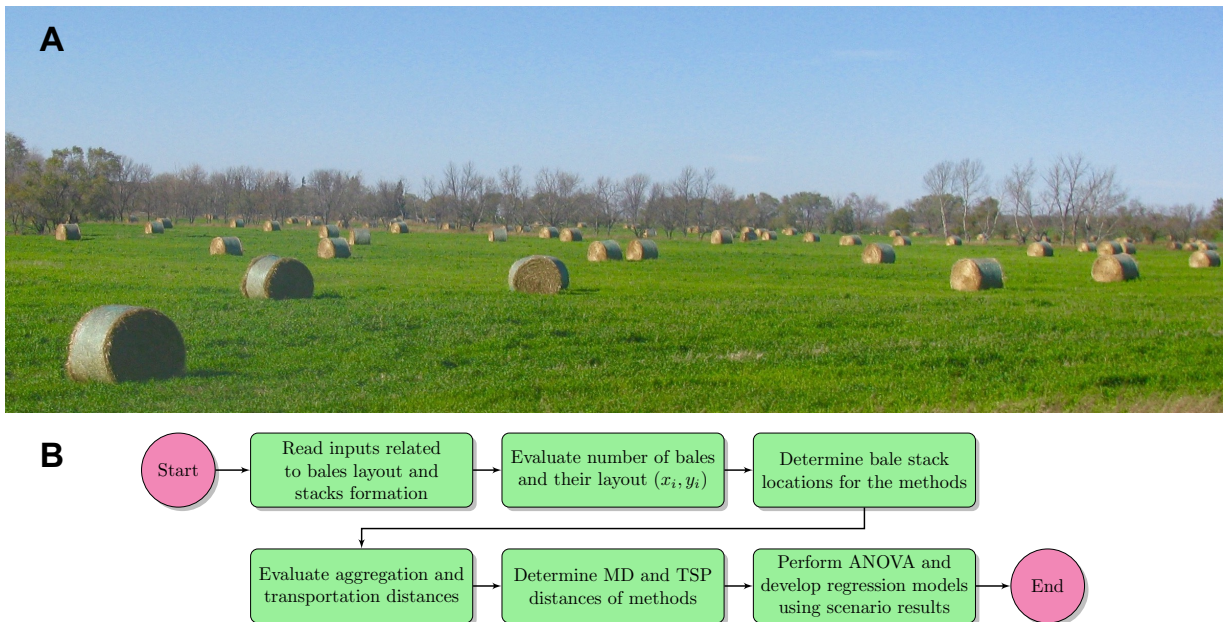 A
B
Start
Read inputs related
to bales layout and
stacks formation
Evaluate number of bales
and their layout (x_i, y_i)
Determine bale stack
locations for the methods
Evaluate aggregation and
transportation distances
Determine MD and TSP
distances of methods
Perform ANOVA and
develop regression models
using scenario results
End